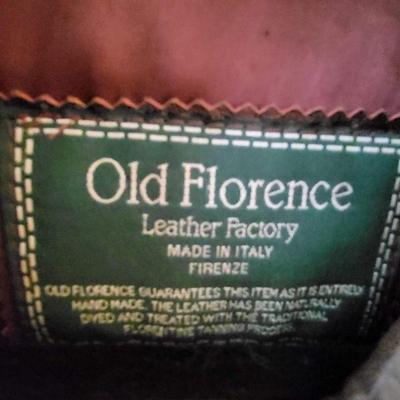 Old Florence
Leather Factory
MADE IN ITALY
FIRENZE
OLD FLORENCE GUARANTEES THIS ITEM AS IT IS ENTIRELY
HAND MADE. THE LEATHER HAS BEEN NATURALLY
DYED AND TREATED WITH THE TRADITIONAL
FLORENTINE TANNING PROCESS.